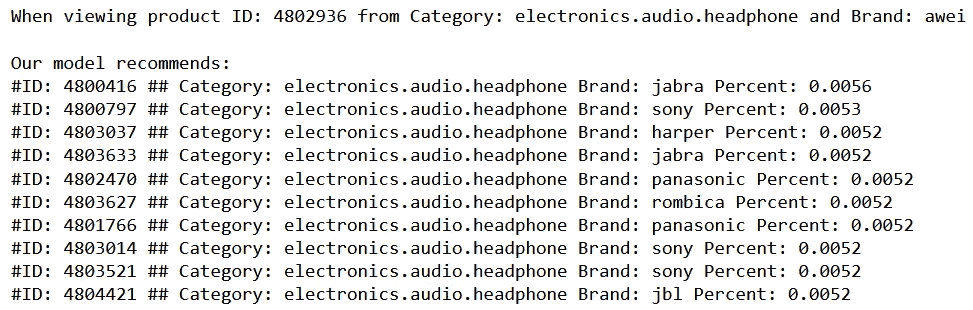 When viewing product ID: 4802936 from Category: electronics.audio.headphone and Brand: awei
Our model recommends:
#ID: 4800416 ## Category: electronics.audio.headphone Brand: jabra Percent: 0.0056
#ID: 4800797 ## Category: electronics.audio.headphone Brand: sony Percent: 0.0053
#ID: 4803037 ## Category: electronics.audio.headphone Brand: harper Percent: 0.0052
#ID: 4803633 ## Category: electronics.audio.headphone Brand: jabra Percent: 0.0052
#ID: 4802470 ## Category: electronics.audio.headphone Brand: panasonic Percent: 0.0052
#ID: 4803627 ## Category: electronics.audio.headphone Brand: rombica Percent: 0.0052
#ID: 4801766 ## Category: electronics.audio.headphone Brand: panasonic Percent: 0.0052
#ID: 4803014 ## Category: electronics.audio.headphone Brand: sony Percent: 0.0052
#ID: 4803521 ## Category: electronics.audio.headphone Brand: sony Percent: 0.0052
#ID: 4804421 ## Category: electronics.audio.headphone Brand: jbl Percent: 0.0052